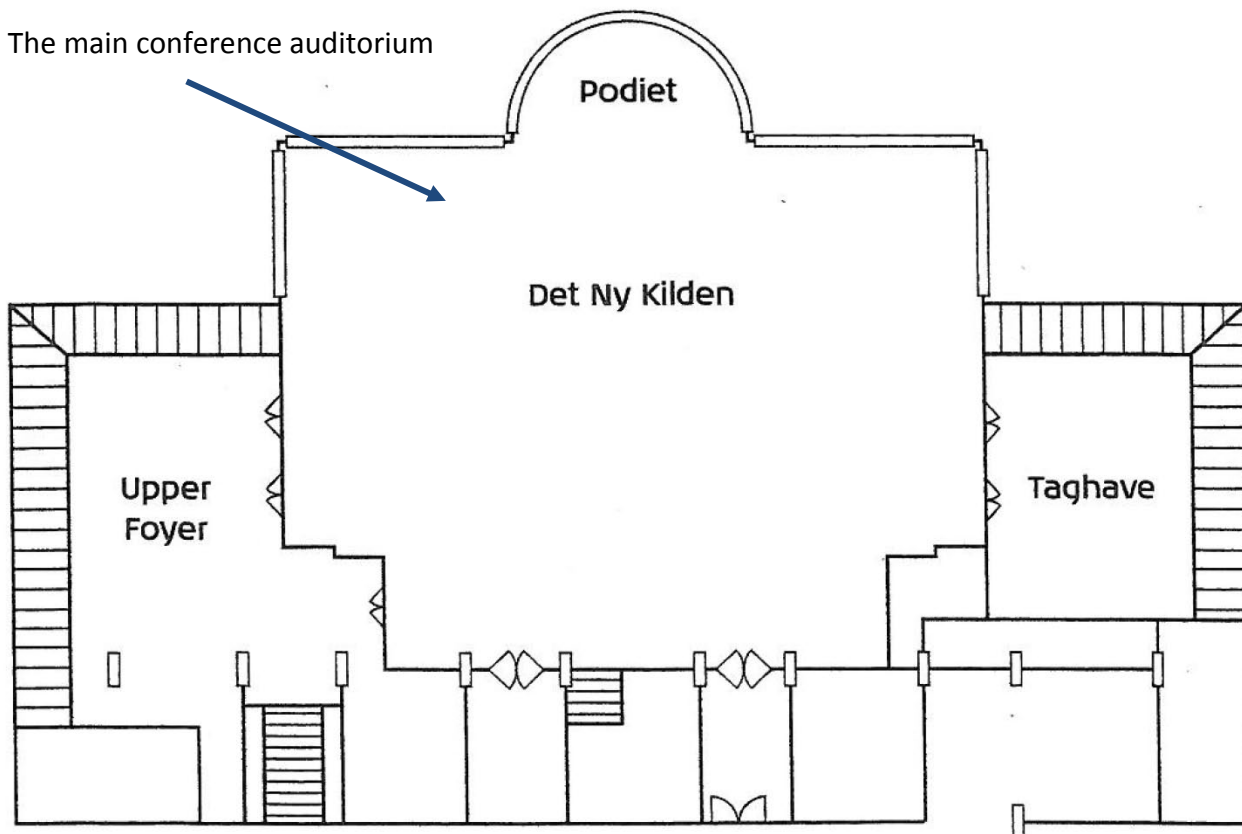 The main conference auditorium
Podiet
Det Ny Kilden
Upper
Foyer
Taghave